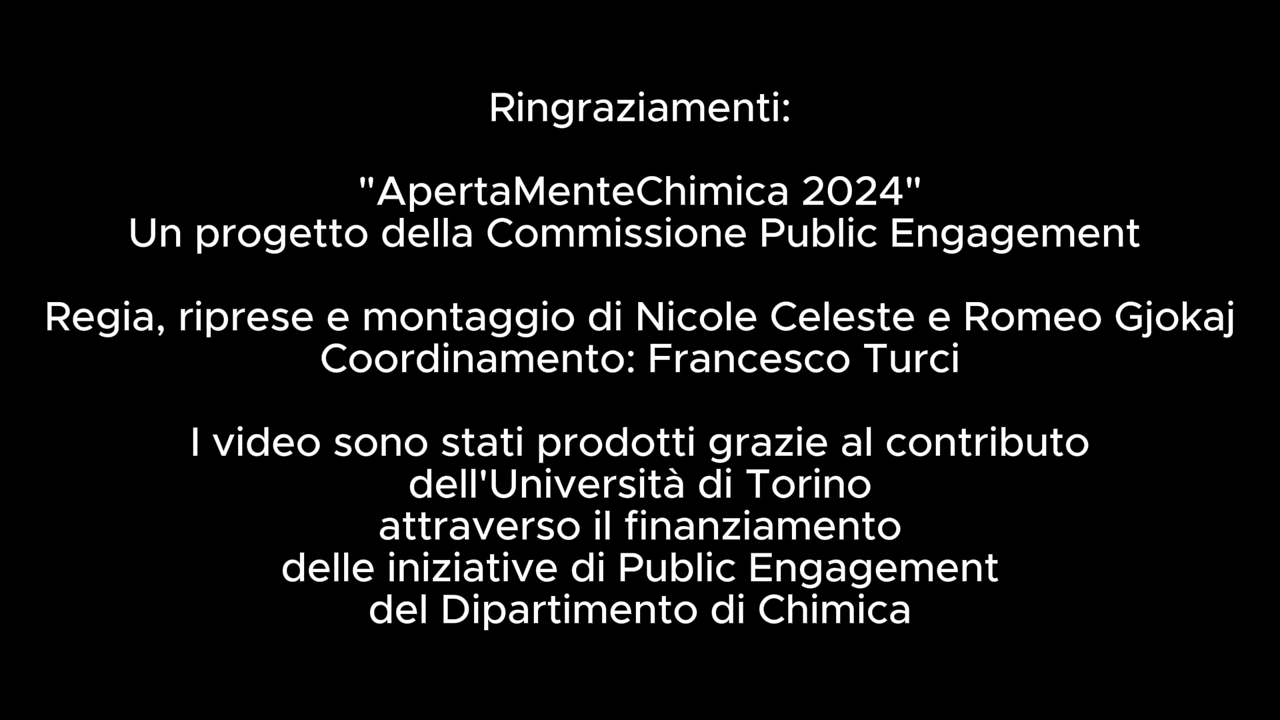 Ringraziamenti:
"ApertaMenteChimica 2024"
Un progetto della Commissione Public Engagement
Regia, riprese e montaggio di Nicole Celeste e Romeo Gjokaj
Coordinamento: Francesco Turci
I video sono stati prodotti grazie al contributo
dell'Università di Torino
attraverso il finanziamento
delle iniziative di Public Engagement
del Dipartimento di Chimica